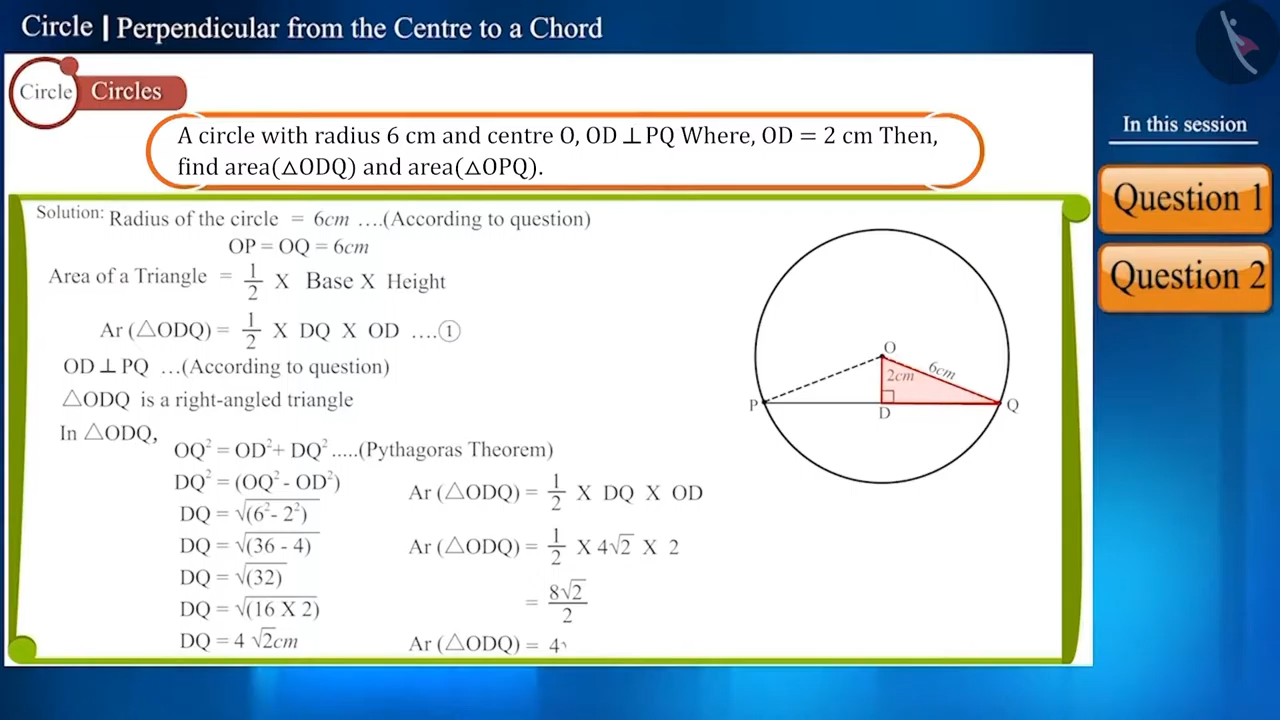 Circle | Perpendicular from the Centre to a Chord
Circle Circles
In this session
Question 1
Question 2
A circle with radius 6 cm and centre O, OD ⊥ PQ Where, OD = 2 cm Then,
find area(△ODQ) and area(△OPQ).
Solution: Radius of the circle = 6cm ....(According to question)
OP = OQ = 6cm
Area of a Triangle = 1/2 X Base X Height
Ar (△ODQ) = 1/2 X DQ X OD ....①
OD ⊥ PQ ...(According to question)
△ODQ is a right-angled triangle
In △ODQ,
OQ² = OD² + DQ² .....(Pythagoras Theorem)
DQ² = (OQ² - OD²)
DQ = √(6² - 2²)
DQ = √(36 - 4)
DQ = √(32)
DQ = √(16 X 2)
DQ = 4 √2cm
Ar (△ODQ) = 1/2 X DQ X OD
Ar (△ODQ) = 1/2 X 4√2 X 2
= 8√2/2
Ar (△ODQ) = 4
O
2cm
6cm
P
D
Q